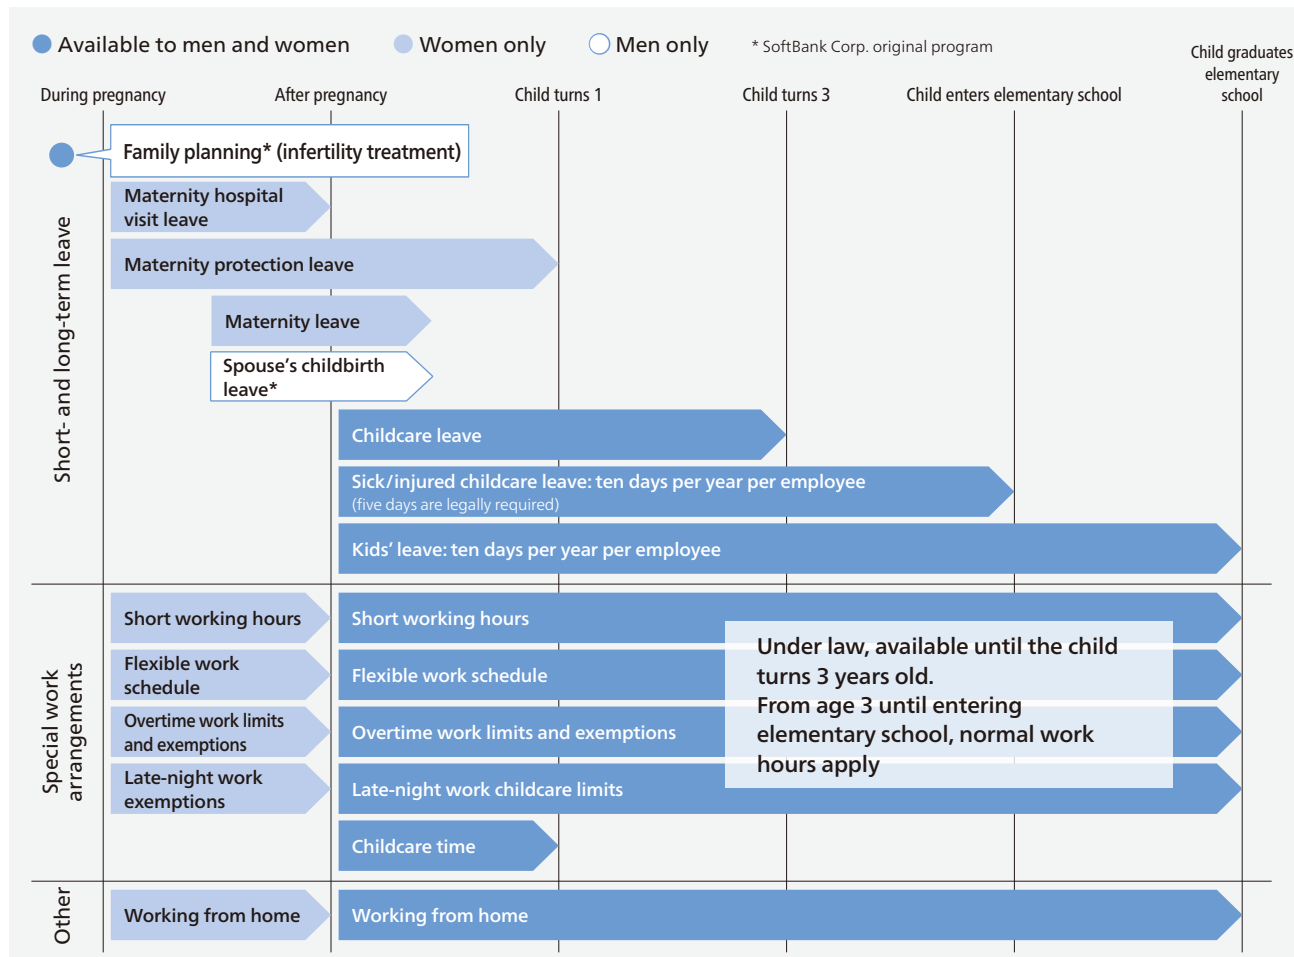 Available to men and women
Women only
Men only
* SoftBank Corp. original program
During pregnancy
After pregnancy
Child turns 1
Child turns 3
Child enters elementary school
Child graduates
elementary
school
Short- and long-term leave
Family planning* (infertility treatment)
Maternity hospital
visit leave
Maternity protection leave
Maternity leave
Spouse's childbirth
leave*
Childcare leave
Sick/injured childcare leave: ten days per year per employee
(five days are legally required)
Kids' leave: ten days per year per employee
Special work
arrangements
Short working hours
Short working hours
Flexible work
schedule
Flexible work schedule
Overtime work limits
and exemptions
Overtime work limits and exemptions
Late-night work
exemptions
Late-night work childcare limits
Under law, available until the child
turns 3 years old.
From age 3 until entering
elementary school, normal work
hours apply
Childcare time
Other
Working from home
Working from home